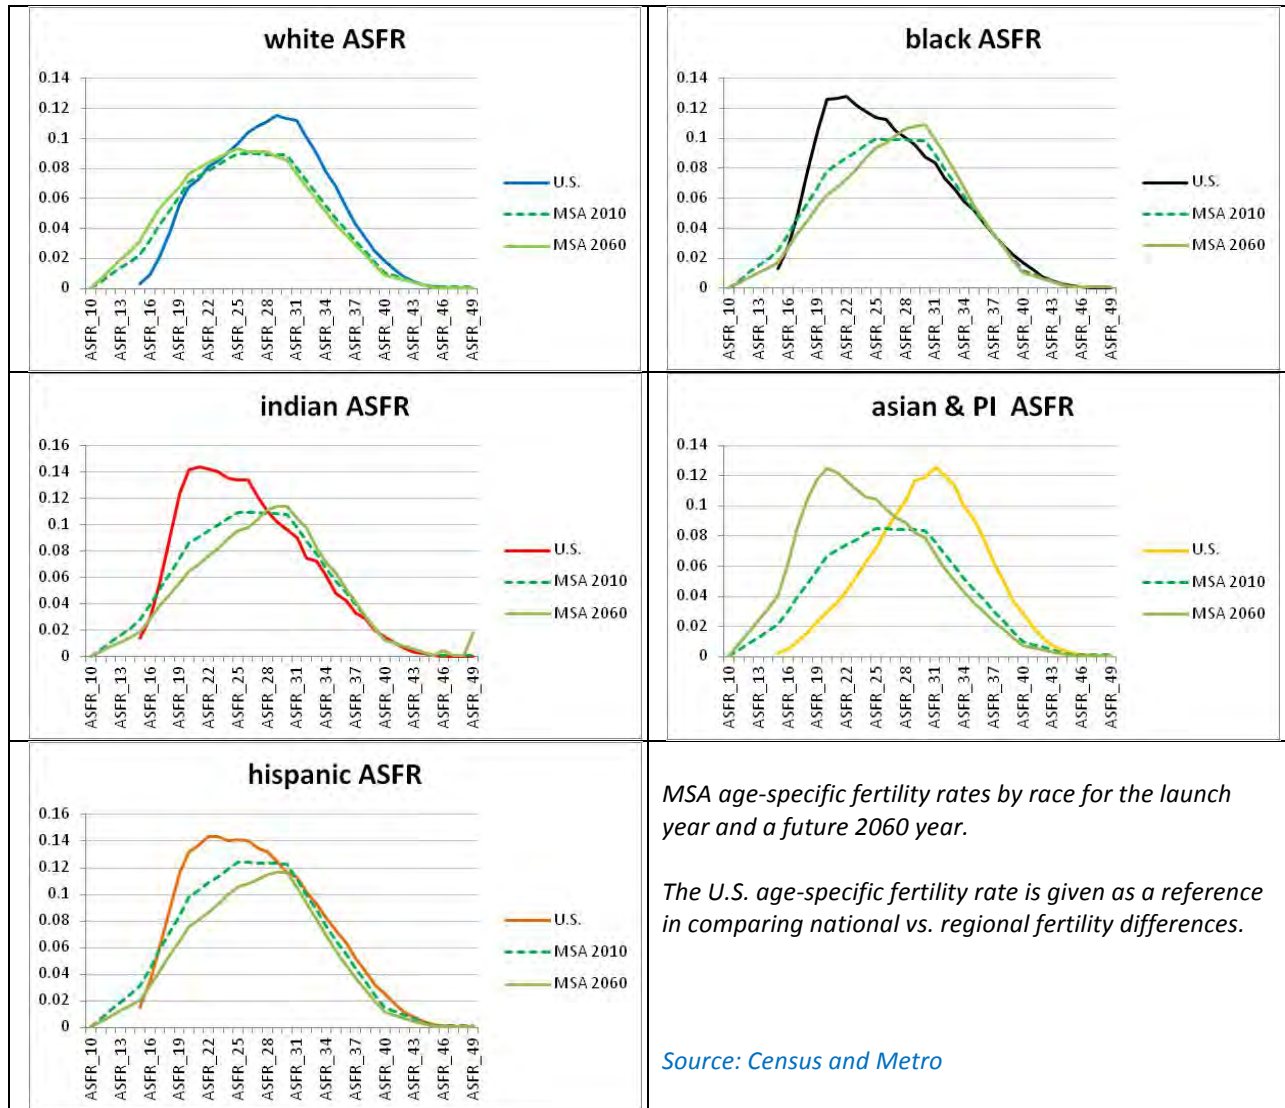 white ASFR
0.14
0.12
0.1
0.08
0.06
0.04
0.02
0
ASFR_10
ASFR_13
ASFR_16
ASFR_19
ASFR_22
ASFR_25
ASFR_28
ASFR_31
ASFR_34
ASFR_37
ASFR_40
ASFR_43
ASFR_46
ASFR_49
U.S.
MSA 2010
MSA 2060
black ASFR
0.14
0.12
0.1
0.08
0.06
0.04
0.02
0
ASFR_10
ASFR_13
ASFR_16
ASFR_19
ASFR_22
ASFR_25
ASFR_28
ASFR_31
ASFR_34
ASFR_37
ASFR_40
ASFR_43
ASFR_46
ASFR_49
U.S.
MSA 2010
MSA 2060
indian ASFR
0.16
0.14
0.12
0.1
0.08
0.06
0.04
0.02
0
ASFR_10
ASFR_13
ASFR_16
ASFR_19
ASFR_22
ASFR_25
ASFR_28
ASFR_31
ASFR_34
ASFR_37
ASFR_40
ASFR_43
ASFR_46
ASFR_49
U.S.
MSA 2010
MSA 2060
asian & PI ASFR
0.14
0.12
0.1
0.08
0.06
0.04
0.02
0
ASFR_10
ASFR_13
ASFR_16
ASFR_19
ASFR_22
ASFR_25
ASFR_28
ASFR_31
ASFR_34
ASFR_37
ASFR_40
ASFR_43
ASFR_46
ASFR_49
U.S.
MSA 2010
MSA 2060
hispanic ASFR
0.16
0.14
0.12
0.1
0.08
0.06
0.04
0.02
0
ASFR_10
ASFR_13
ASFR_16
ASFR_19
ASFR_22
ASFR_25
ASFR_28
ASFR_31
ASFR_34
ASFR_37
ASFR_40
ASFR_43
ASFR_46
ASFR_49
U.S.
MSA 2010
MSA 2060
MSA age-specific fertility rates by race for the launch
year and a future 2060 year.
The U.S. age-specific fertility rate is given as a reference
in comparing national vs. regional fertility differences.
Source: Census and Metro